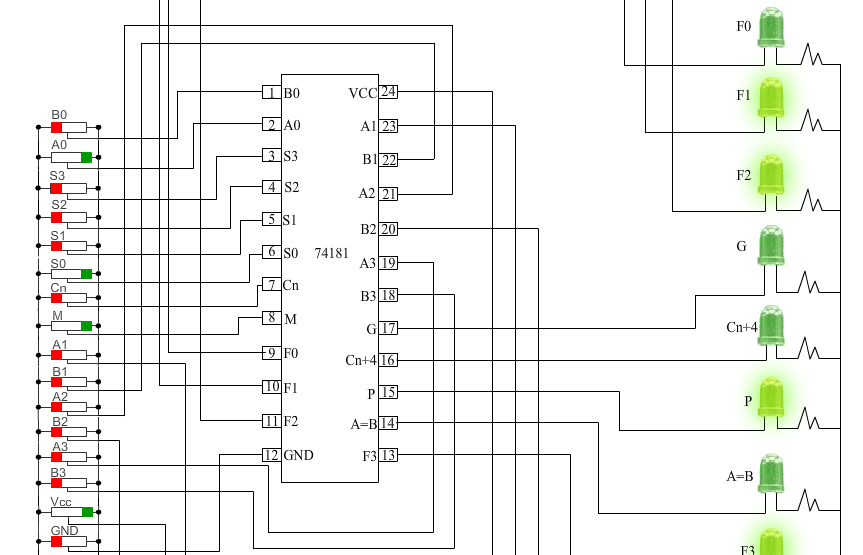 B0
A0
S3
S2
S1
S0
Cn
M
A1
B1
A2
B2
A3
B3
Vcc
GND
1 B0
2 A0
3 S3
4 S2
5 S1
6 S0
7 Cn
8 M
9 F0
10 F1
11 F2
12 GND
74181
VCC 24
A1 23
B1 22
A2 21
B2 20
A3 19
B3 18
G 17
Cn+4 16
P 15
A=B 14
F3 13
F0
F1
F2
G
Cn+4
P
A=B
F3